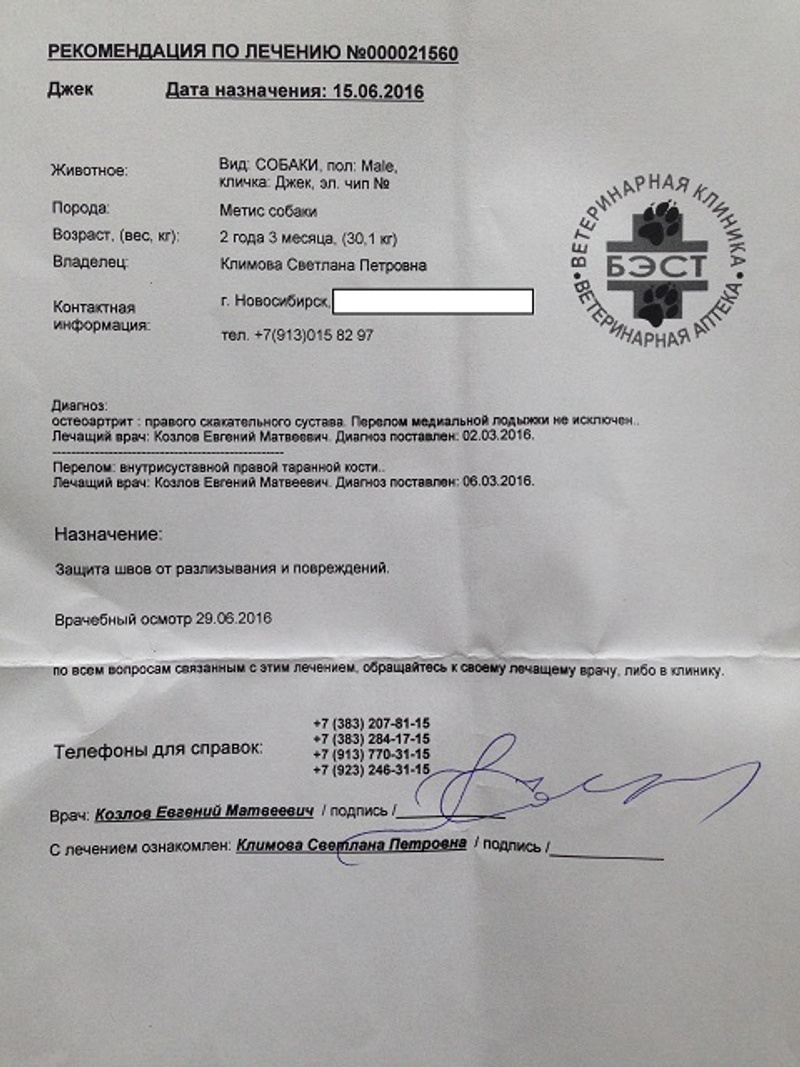 РЕКОМЕНДАЦИЯ ПО ЛЕЧЕНИЮ №000021560
Джек Дата назначения: 15.06.2016
Животное: Вид: СОБАКИ, пол: Male,
кличка: Джек, эл. чип №
Порода: Метис собаки
Возраст, (вес, кг): 2 года 3 месяца, (30,1 кг)
Владелец: Климова Светлана Петровна
Контактная г. Новосибирск,
информация: тел. +7(913)015 82 97
ВЕТЕРИНАРНАЯ КЛИНИКА
БЭСТ
ВЕТЕРИНАРНАЯ АПТЕКА
Диагноз:
остеоартрит : правого скакательного сустава. Перелом медиальной лодыжки не исключен..
Лечащий врач: Козлов Евгений Матвеевич. Диагноз поставлен: 02.03.2016.
--------------------------------------------------
Перелом: внутрисуставной правой таранной кости..
Лечащий врач: Козлов Евгений Матвеевич. Диагноз поставлен: 06.03.2016.
Назначение:
Защита швов от разлизывания и повреждений.
Врачебный осмотр 29.06.2016
по всем вопросам связанным с этим лечением, обращайтесь к своему лечащему врачу, либо в клинику.
+7 (383) 207-81-15
+7 (383) 284-17-15
Телефоны для справок: +7 (913) 770-31-15
+7 (923) 246-31-15
Врач: Козлов Евгений Матвеевич / подпись /
С лечением ознакомлен: Климова Светлана Петровна / подпись /